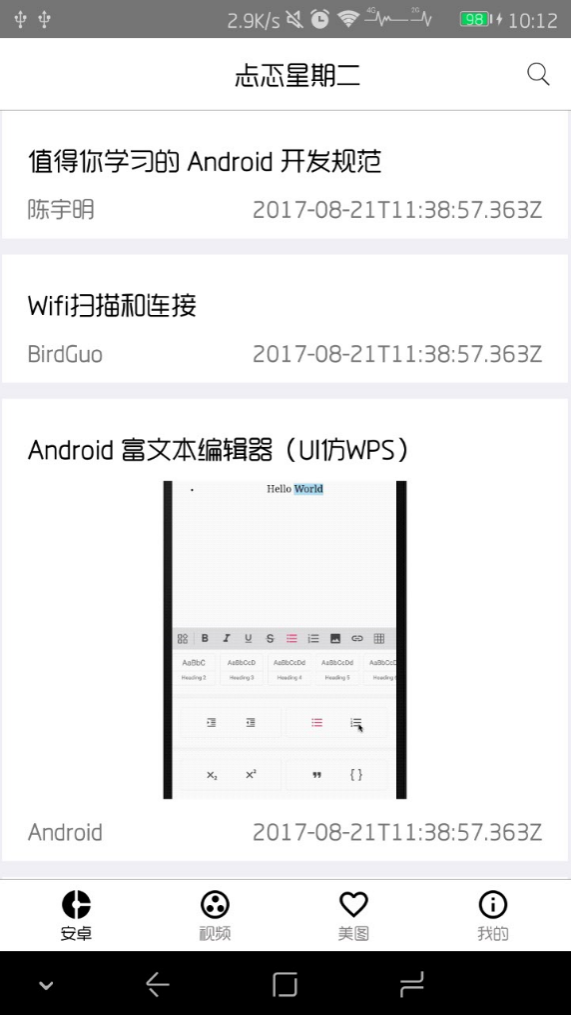 2.9K/s 4G 2G 98 10:12
忐忑星期二
值得你学习的 Android 开发规范
陈宇明 2017-08-21T11:38:57.363Z
Wifi扫描和连接
BirdGuo 2017-08-21T11:38:57.363Z
Android 富文本编辑器（UI仿WPS）
Hello World
B I U S
AaBbC AaBbCcD AaBbCcDd AaBbCcDd AaBbCcD
Heading 2 Heading 3 Heading 4 Heading 5 Heading 6
X₂ X² " { }
Android 2017-08-21T11:38:57.363Z
安卓 视频 美图 我的